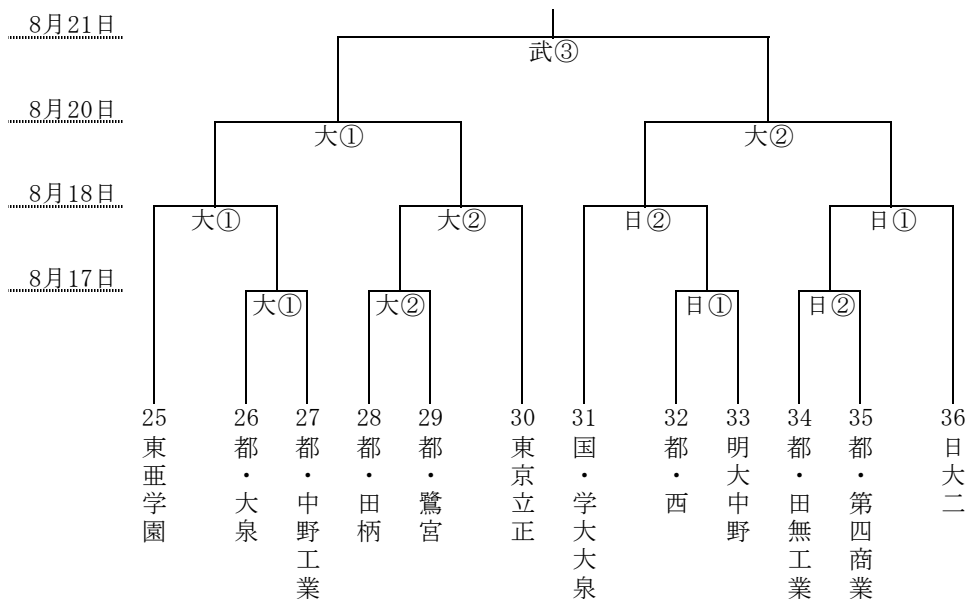 8月21日
武③
8月20日
大①
大②
8月18日
大①
大②
日②
日①
8月17日
大①
大②
日①
日②
25
26
27
28
29
30
31
32
33
34
35
36
東亜学園
都・大泉
都・中野工業
都・田柄
都・鷺宮
東京立正
国・学大大泉
都・西
明大中野
都・田無工業
都・第四商業
日大二